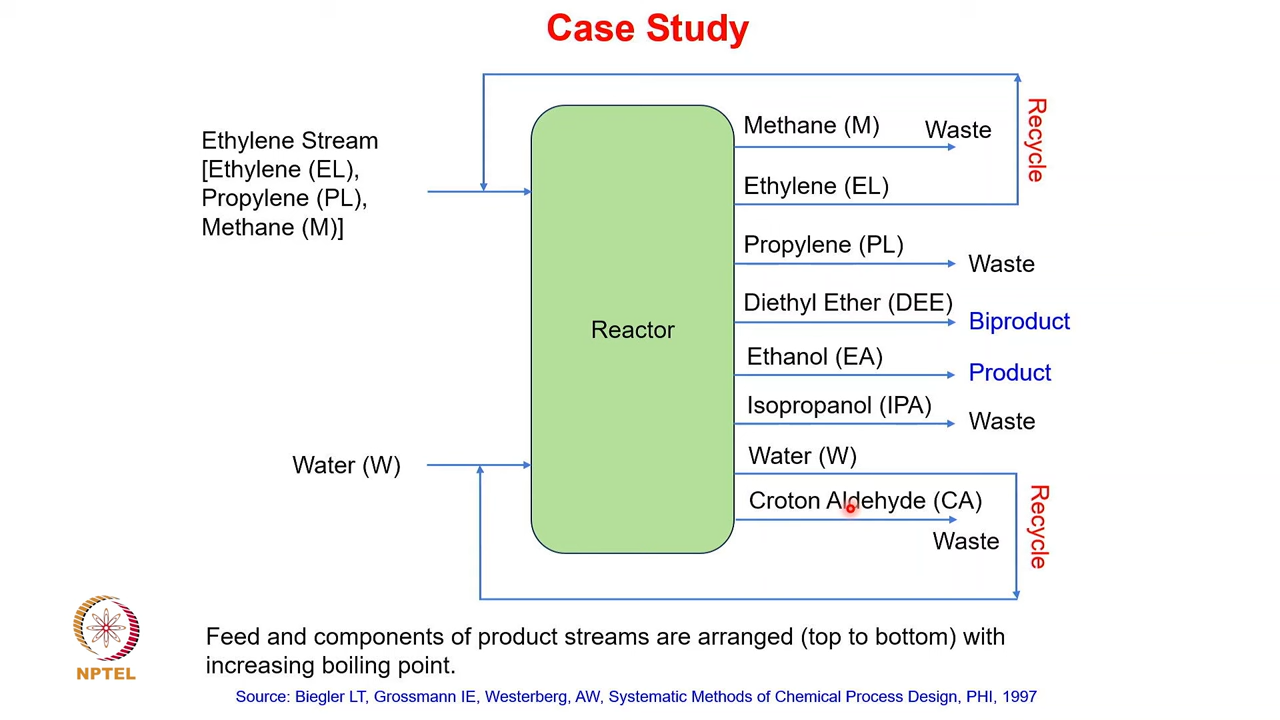 Case Study
Ethylene Stream
[Ethylene (EL),
Propylene (PL),
Methane (M)]
Water (W)
Reactor
Methane (M)
Waste
Ethylene (EL)
Recycle
Propylene (PL)
Waste
Diethyl Ether (DEE)
Biproduct
Ethanol (EA)
Product
Isopropanol (IPA)
Waste
Water (W)
Croton Aldehyde (CA)
Waste
Recycle
NPTEL
Feed and components of product streams are arranged (top to bottom) with
increasing boiling point.
Source: Biegler LT, Grossmann IE, Westerberg, AW, Systematic Methods of Chemical Process Design, PHI, 1997